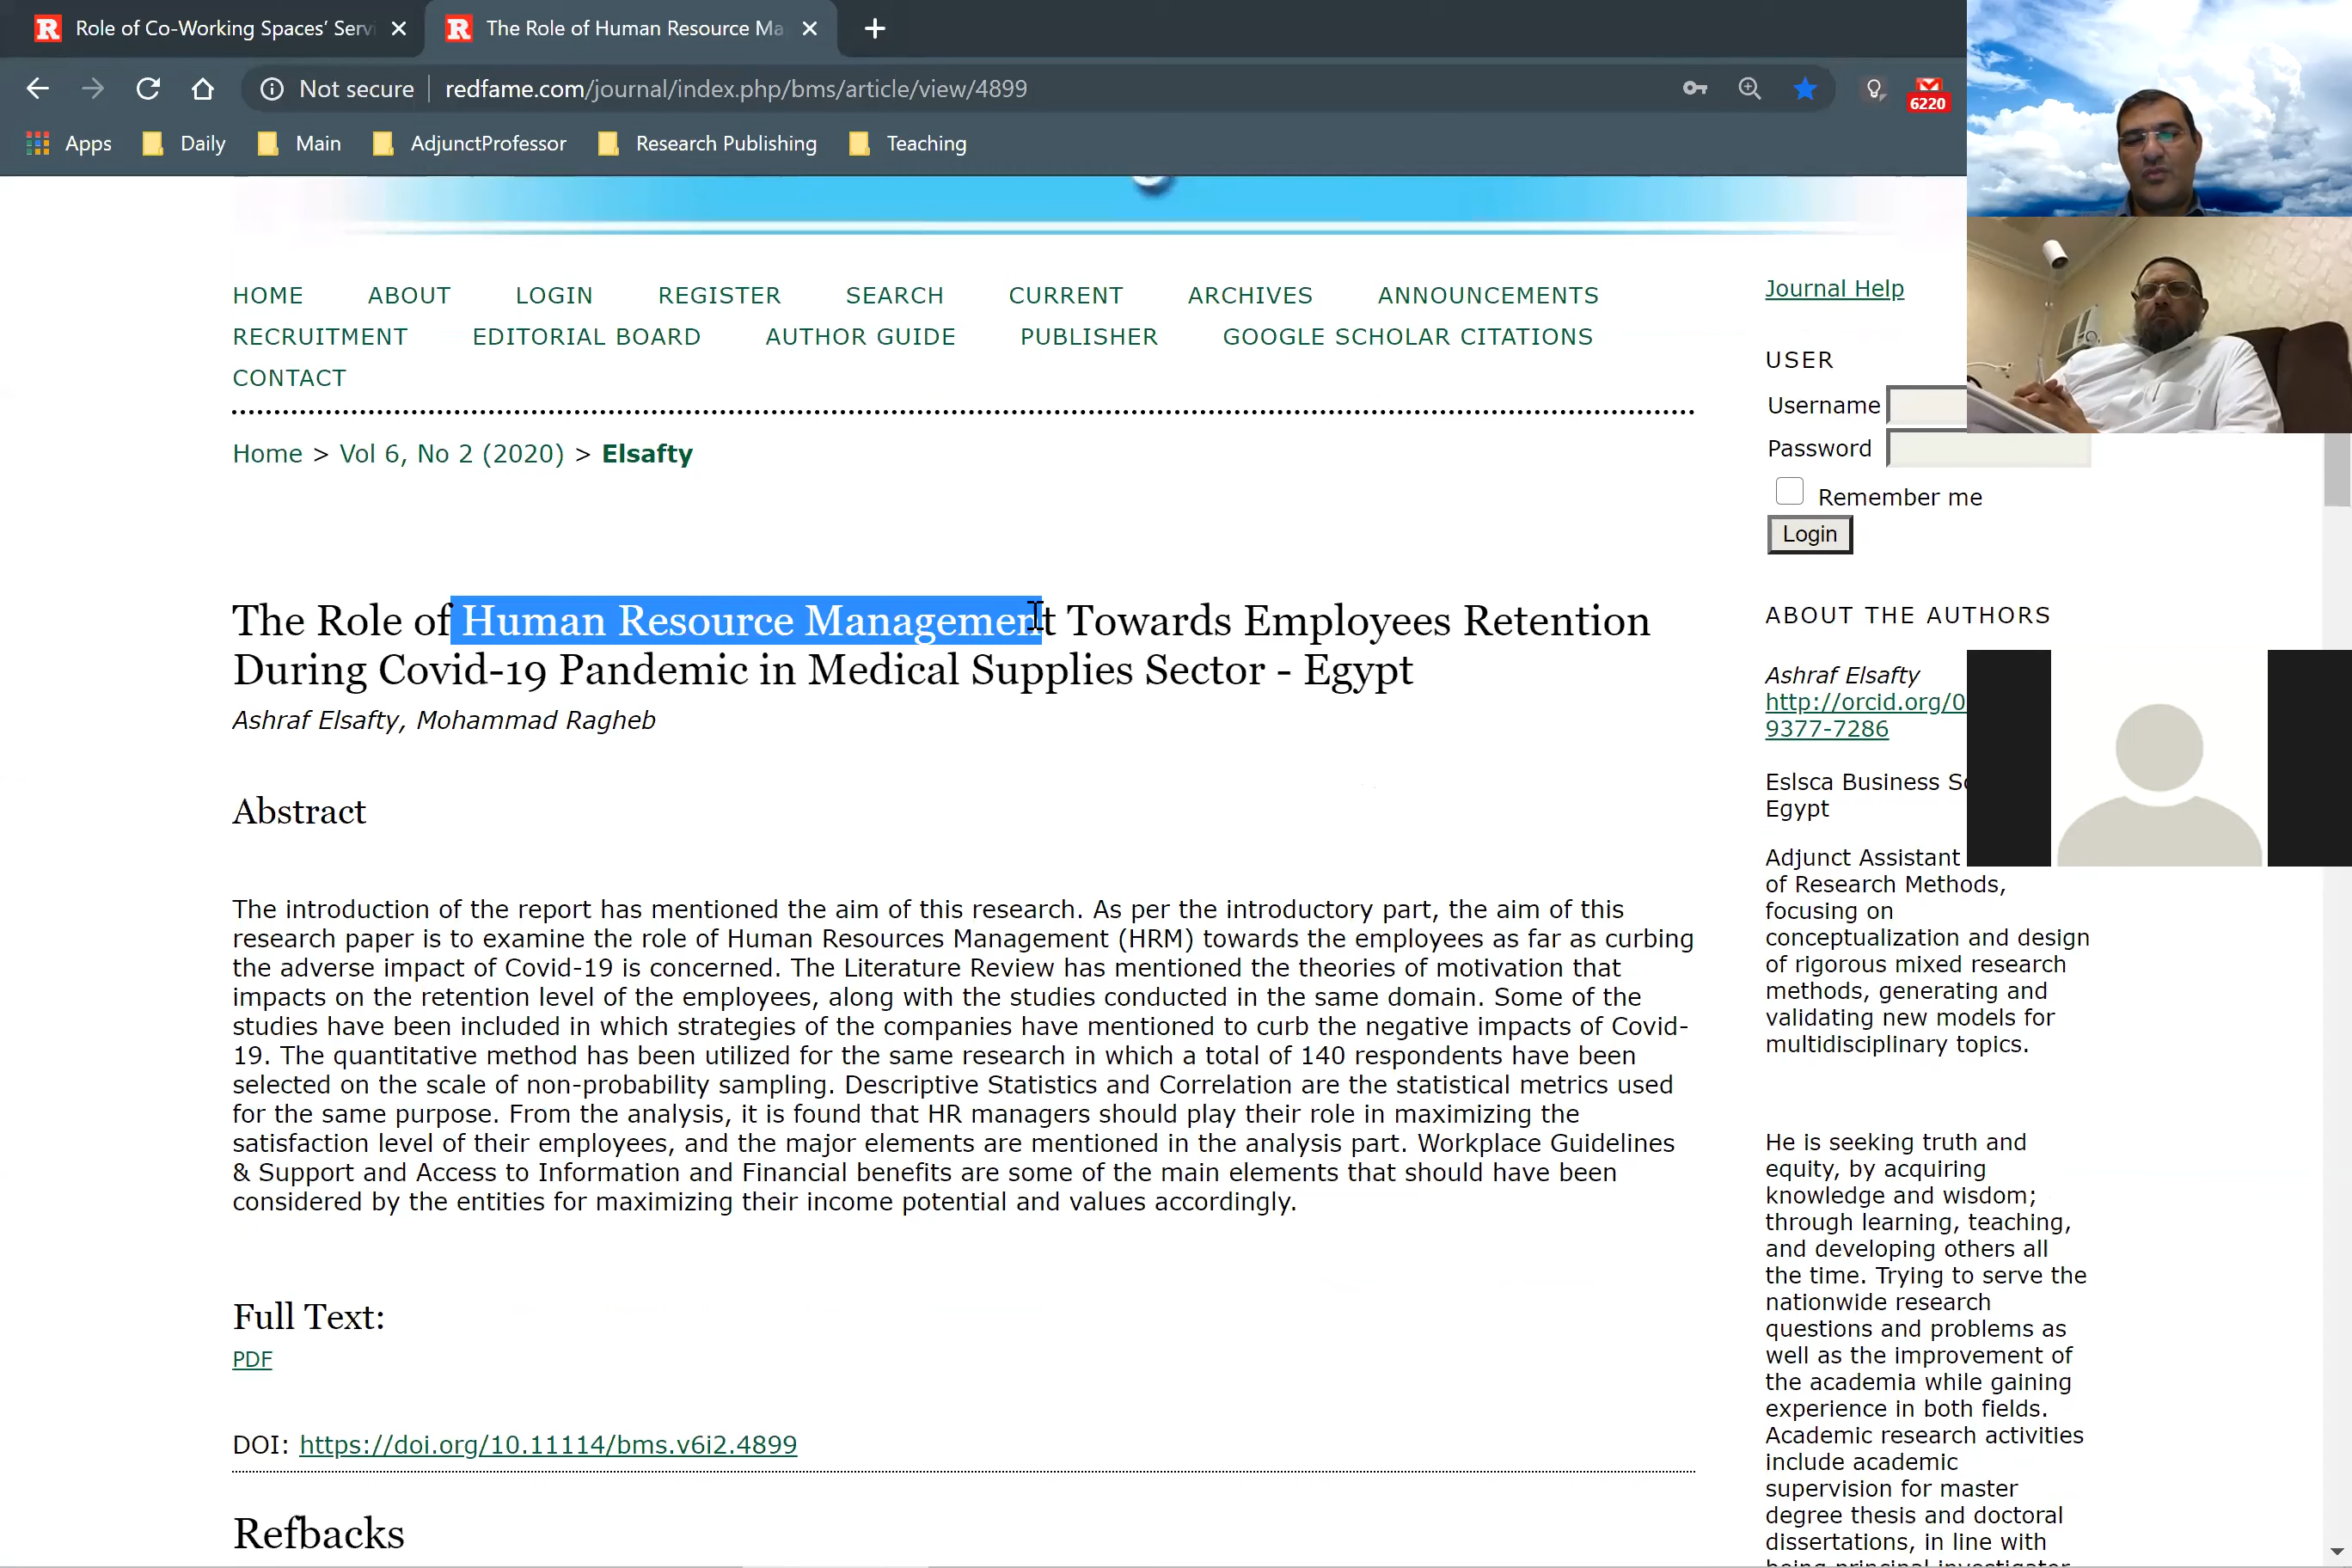 Role of Co-Working Spaces' Serv
The Role of Human Resource Ma
Not secure
redfame.com/journal/index.php/bms/article/view/4899
6220
Apps
Daily
Main
AdjunctProfessor
Research Publishing
Teaching
HOME ABOUT LOGIN REGISTER SEARCH CURRENT ARCHIVES ANNOUNCEMENTS
RECRUITMENT EDITORIAL BOARD AUTHOR GUIDE PUBLISHER GOOGLE SCHOLAR CITATIONS
CONTACT
Home > Vol 6, No 2 (2020) > Elsafty
The Role of Human Resource Management Towards Employees Retention
During Covid-19 Pandemic in Medical Supplies Sector - Egypt
Ashraf Elsafty, Mohammad Ragheb
Abstract
The introduction of the report has mentioned the aim of this research. As per the introductory part, the aim of this
research paper is to examine the role of Human Resources Management (HRM) towards the employees as far as curbing
the adverse impact of Covid-19 is concerned. The Literature Review has mentioned the theories of motivation that
impacts on the retention level of the employees, along with the studies conducted in the same domain. Some of the
studies have been included in which strategies of the companies have mentioned to curb the negative impacts of Covid-
19. The quantitative method has been utilized for the same research in which a total of 140 respondents have been
selected on the scale of non-probability sampling. Descriptive Statistics and Correlation are the statistical metrics used
for the same purpose. From the analysis, it is found that HR managers should play their role in maximizing the
satisfaction level of their employees, and the major elements are mentioned in the analysis part. Workplace Guidelines
& Support and Access to Information and Financial benefits are some of the main elements that should have been
considered by the entities for maximizing their income potential and values accordingly.
Full Text:
PDF
DOI: https://doi.org/10.11114/bms.v6i2.4899
Refbacks
Journal Help
USER
Username
Password
Remember me
Login
ABOUT THE AUTHORS
Ashraf Elsafty
http://orcid.org/0
9377-7286
Eslsca Business Sc
Egypt
Adjunct Assistant
of Research Methods,
focusing on
conceptualization and design
of rigorous mixed research
methods, generating and
validating new models for
multidisciplinary topics.
He is seeking truth and
equity, by acquiring
knowledge and wisdom;
through learning, teaching,
and developing others all
the time. Trying to serve the
nationwide research
questions and problems as
well as the improvement of
the academia while gaining
experience in both fields.
Academic research activities
include academic
supervision for master
degree thesis and doctoral
dissertations, in line with
being principal investigator